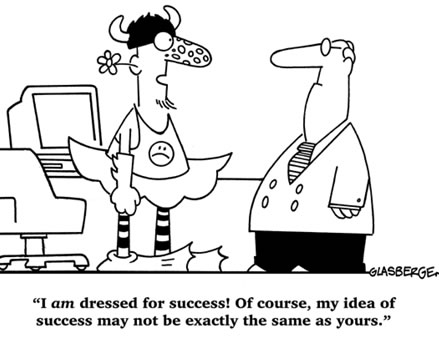 GLASBERGEN
“I am dressed for success! Of course, my idea of
success may not be exactly the same as yours.”